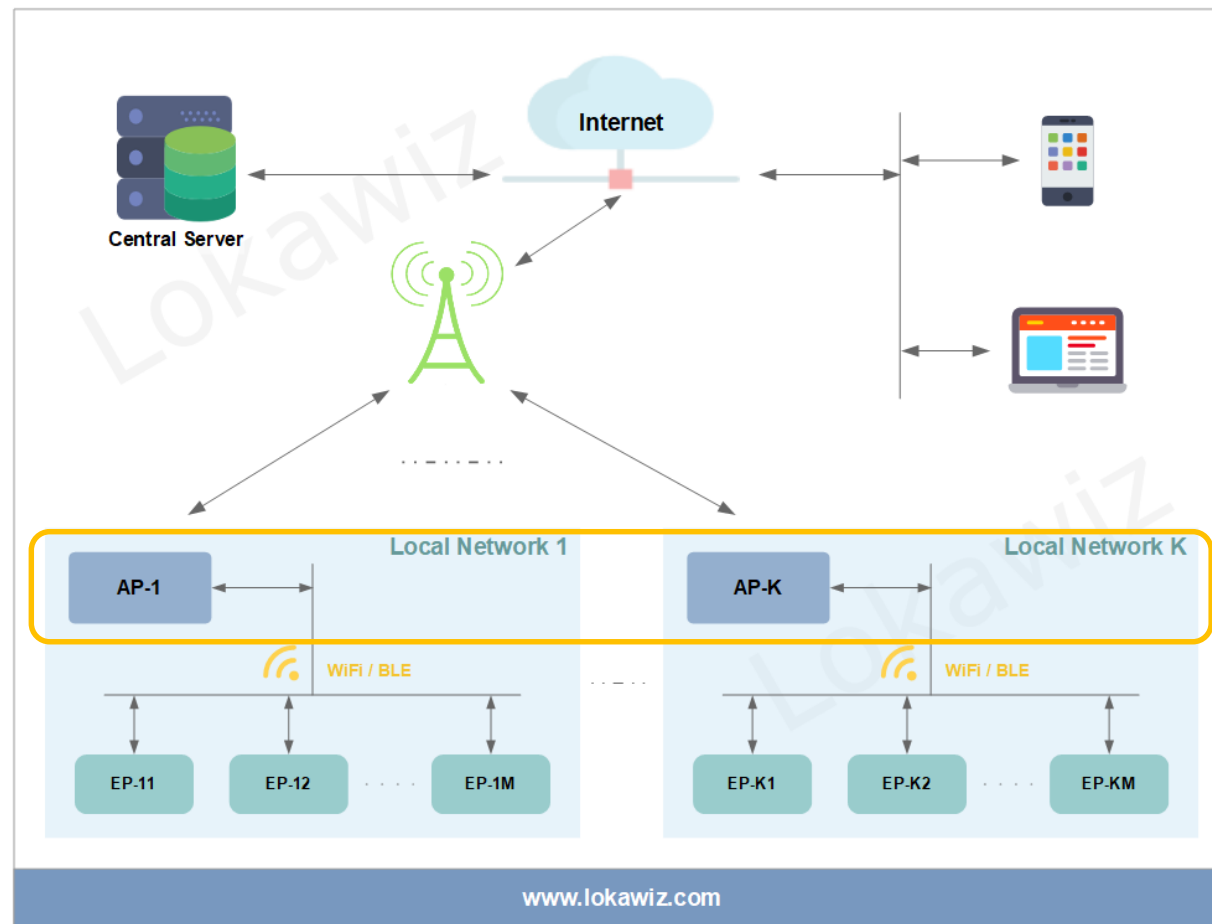 Internet
Central Server
Lokawiz
Local Network 1
Local Network K
AP-1
AP-K
Lokawiz
WiFi / BLE
WiFi / BLE
EP-11
EP-12
EP-1M
EP-K1
EP-K2
EP-KM
www.lokawiz.com